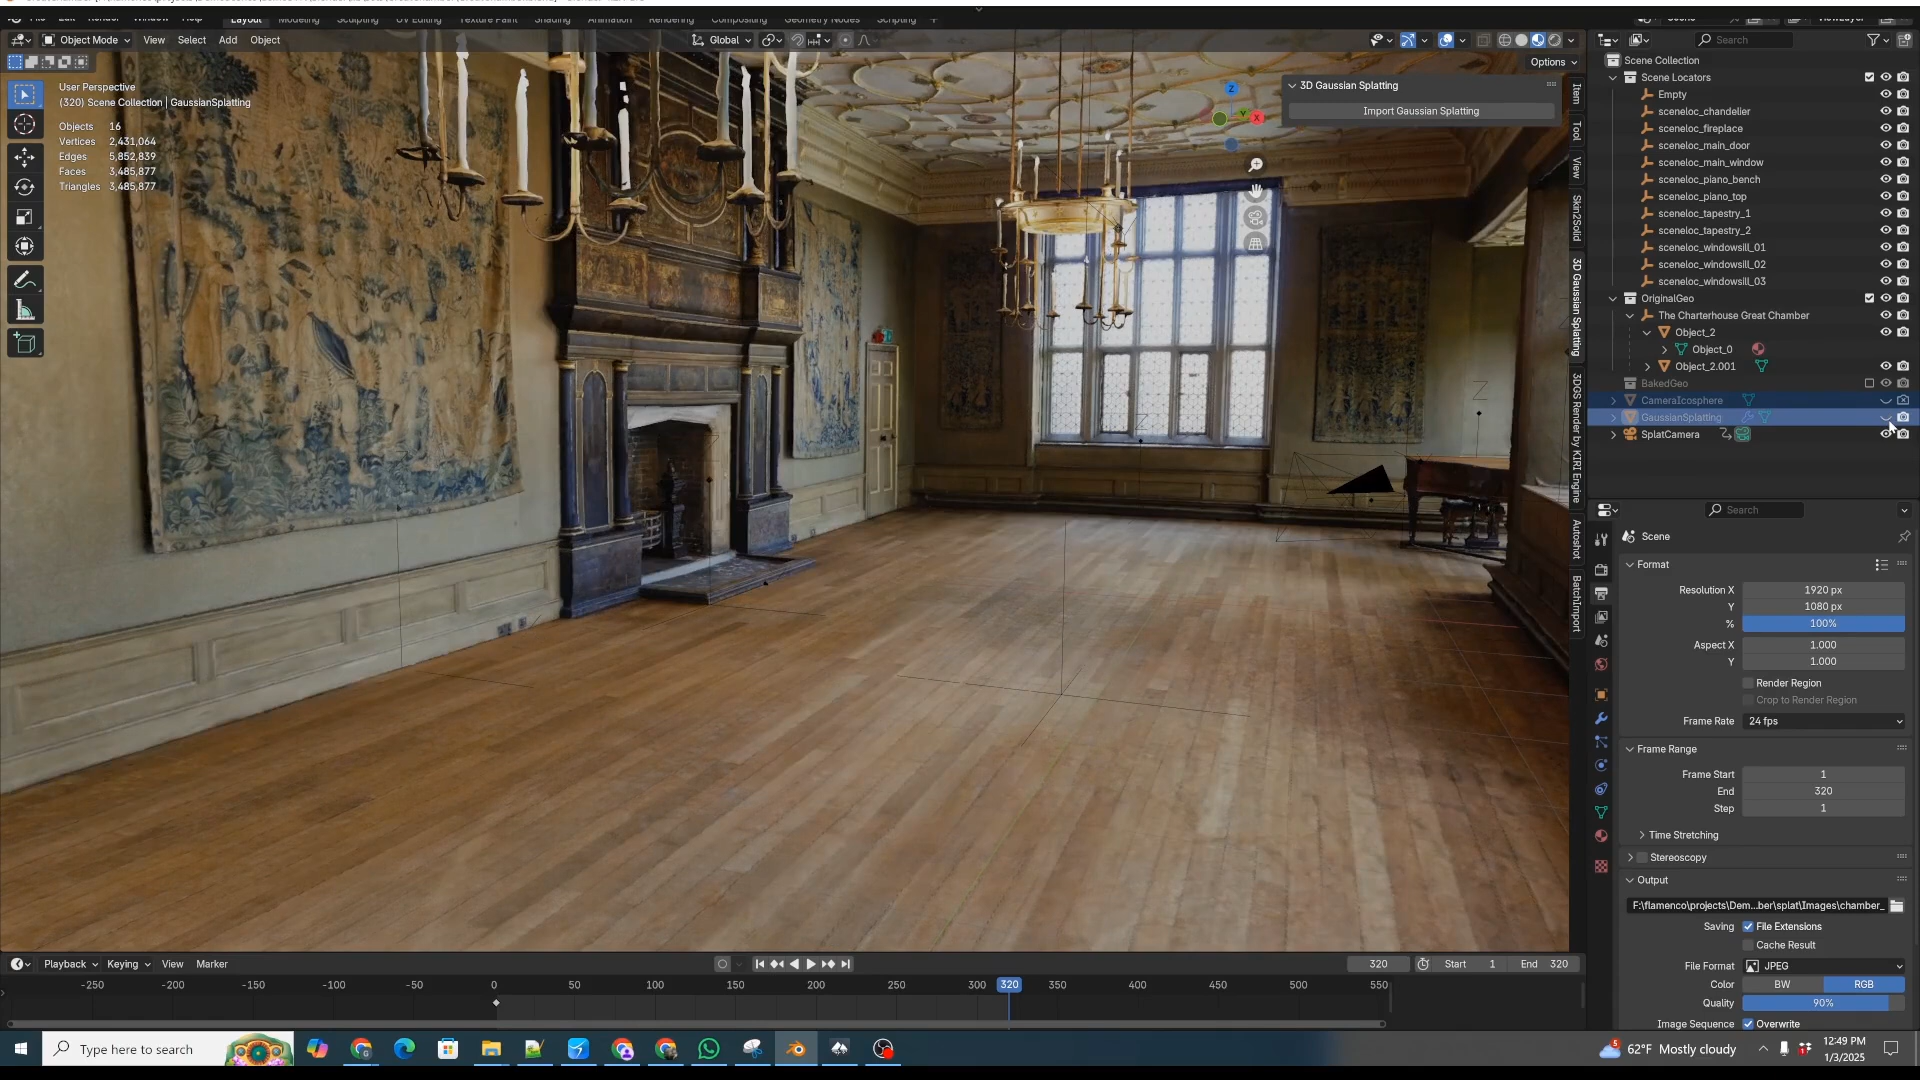 Layout Modeling Sculpting UV Editing Texture Paint Shading Animation Rendering Compositing Geometry Nodes Scripting +
Object Mode View Select Add Object
Global
Search
Options
User Perspective
(320) Scene Collection | GaussianSplatting
Objects 16
Vertices 2,431,064
Edges 5,852,839
Faces 3,485,877
Triangles 3,485,877
3D Gaussian Splatting
Import Gaussian Splatting
Z
Y
X
Item
Tool
View
Skin2Solid
3D Gaussian Splatting
3DGS Render by KIRI Engine
Autoshot
BatchImport
Scene Collection
Scene Locators
Empty
sceneloc_chandelier
sceneloc_fireplace
sceneloc_main_door
sceneloc_main_window
sceneloc_piano_bench
sceneloc_piano_top
sceneloc_tapestry_1
sceneloc_tapestry_2
sceneloc_windowsill_01
sceneloc_windowsill_02
sceneloc_windowsill_03
OriginalGeo
The Charterhouse Great Chamber
Object_2
Object_0
Object_2.001
BakedGeo
CameraIcosphere
GaussianSplatting
SplatCamera
Search
Scene
Format
Resolution X 1920 px
Y 1080 px
% 100%
Aspect X 1.000
Y 1.000
Render Region
Crop to Render Region
Frame Rate 24 fps
Frame Range
Frame Start 1
End 320
Step 1
Time Stretching
Stereoscopy
Output
F:\flamenco\projects\Dem...ber\splat\Images\chamber_
Saving File Extensions
Cache Result
File Format JPEG
Color BW RGB
Quality 90%
Image Sequence Overwrite
Playback Keying View Marker
320 Start 1 End 320
-250 -200 -150 -100 -50 0 50 100 150 200 250 300 320 350 400 450 500 550
Type here to search
5 62°F Mostly cloudy
12:49 PM
1/3/2025